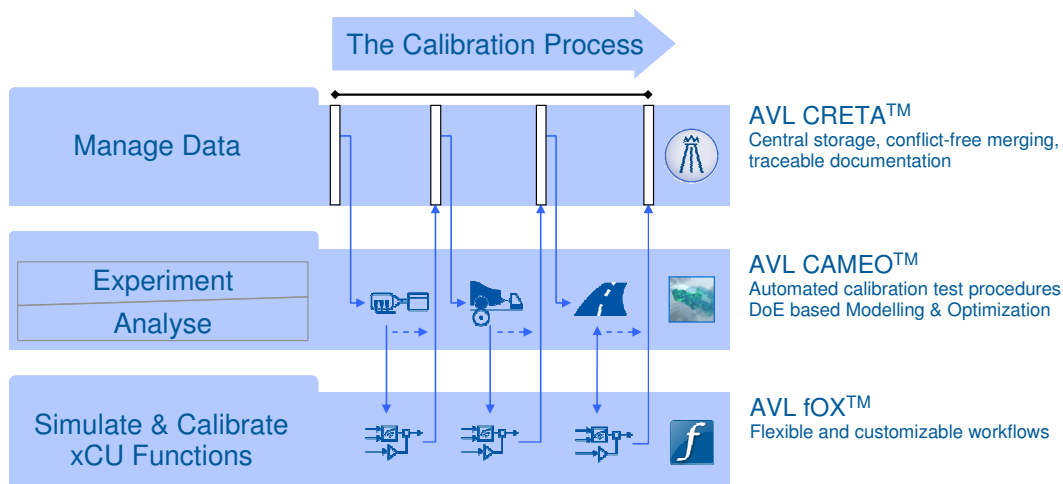 The Calibration Process
Manage Data
AVL CRETA™
Central storage, conflict-free merging,
traceable documentation
Experiment
Analyse
AVL CAMEO™
Automated calibration test procedures
DoE based Modelling & Optimization
Simulate & Calibrate
xCU Functions
f
AVL fOX™
Flexible and customizable workflows